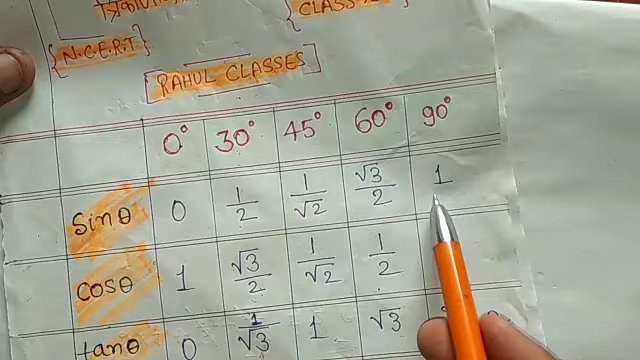 CLASS
{N.C.E.R.T}
RAHUL CLASSES
0° 30° 45° 60° 90°
Sinθ 0 1/2 1/√2 √3/2 1
cosθ 1 √3/2 1/√2 1/2
tanθ 0 1/√3 1 √3